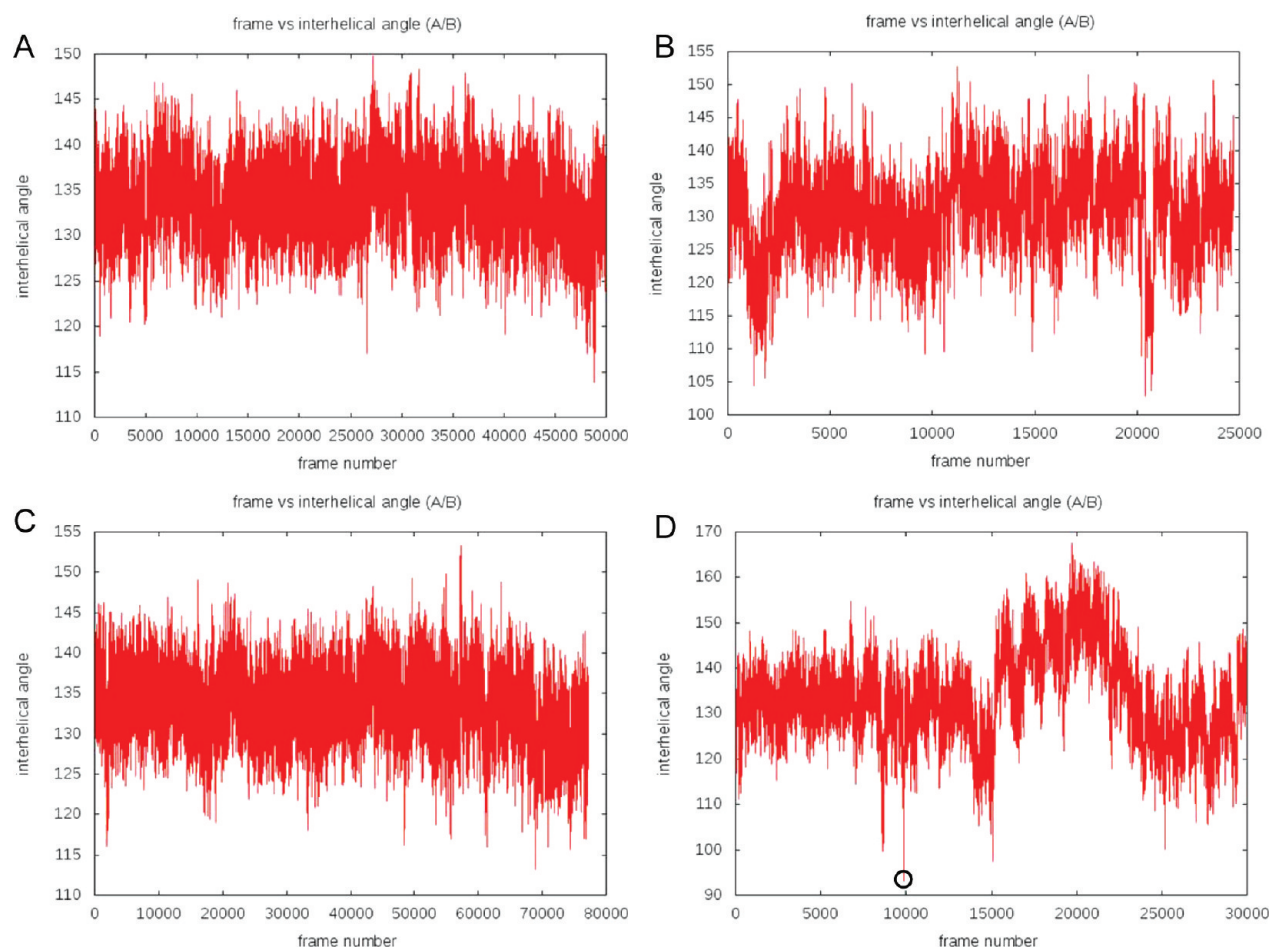 A
frame vs interhelical angle (A/B)
150
145
140
135
130
125
120
115
110
interhelical angle
0 5000 10000 15000 20000 25000 30000 35000 40000 45000 50000
frame number
B
frame vs interhelical angle (A/B)
155
150
145
140
135
130
125
120
115
110
105
100
interhelical angle
0 5000 10000 15000 20000 25000
frame number
C
frame vs interhelical angle (A/B)
155
150
145
140
135
130
125
120
115
110
interhelical angle
0 10000 20000 30000 40000 50000 60000 70000 80000
frame number
D
frame vs interhelical angle (A/B)
170
160
150
140
130
120
110
100
90
interhelical angle
0 5000 10000 15000 20000 25000 30000
frame number